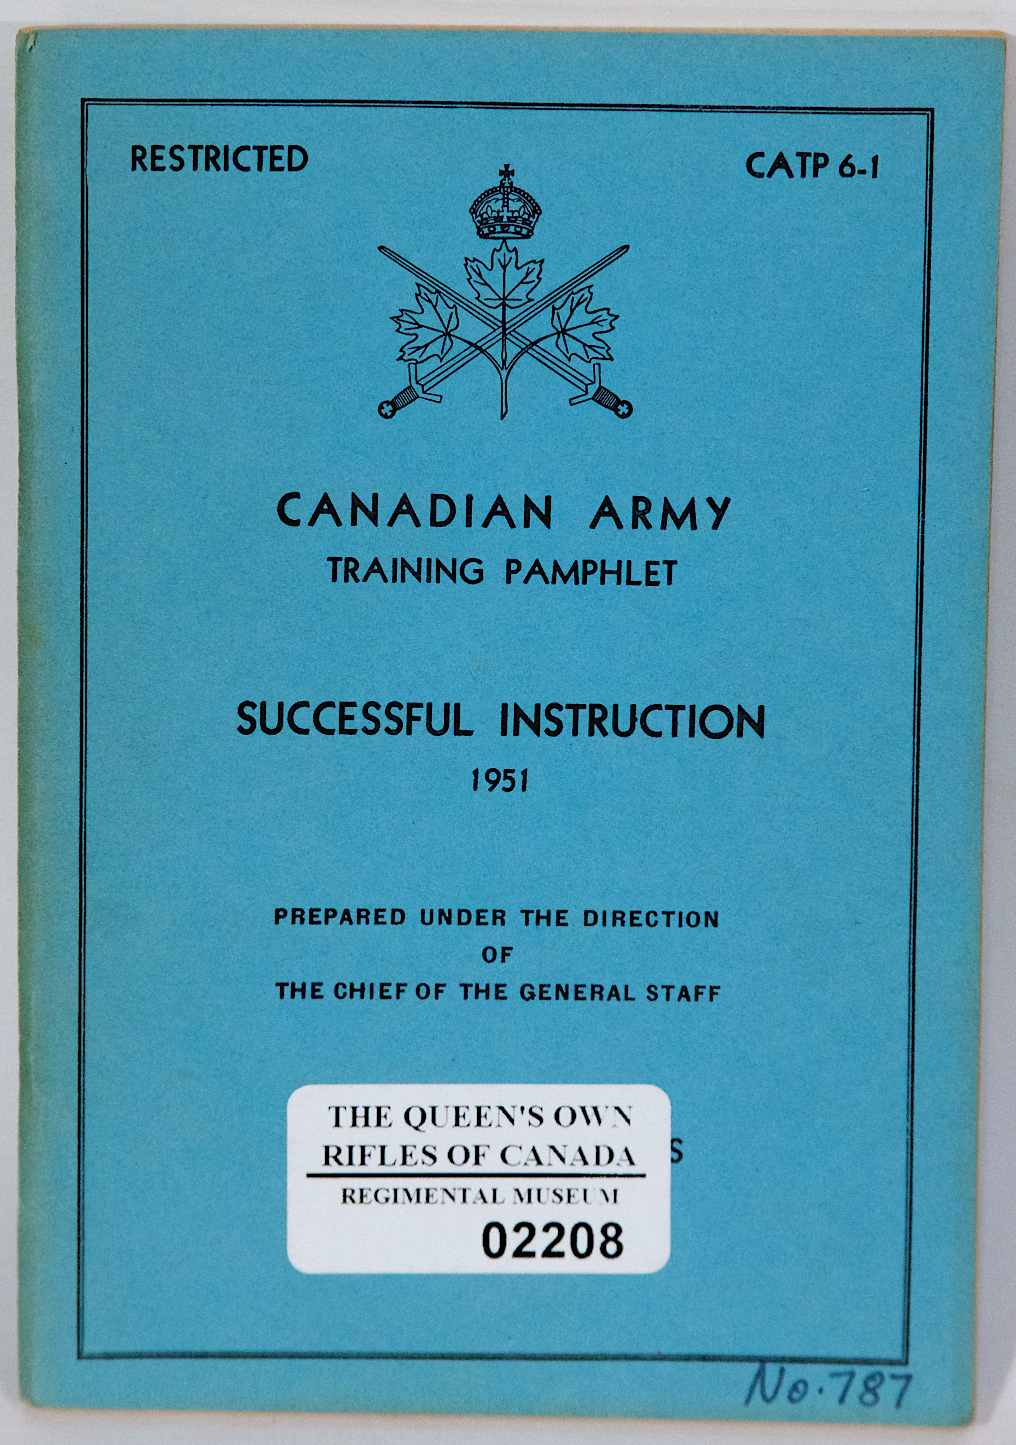 RESTRICTED
CATP 6-1
CANADIAN ARMY
TRAINING PAMPHLET
SUCCESSFUL INSTRUCTION
1951
PREPARED UNDER THE DIRECTION
OF
THE CHIEF OF THE GENERAL STAFF
THE QUEEN'S OWN
RIFLES OF CANADA
REGIMENTAL MUSEUM
02208
No. 787